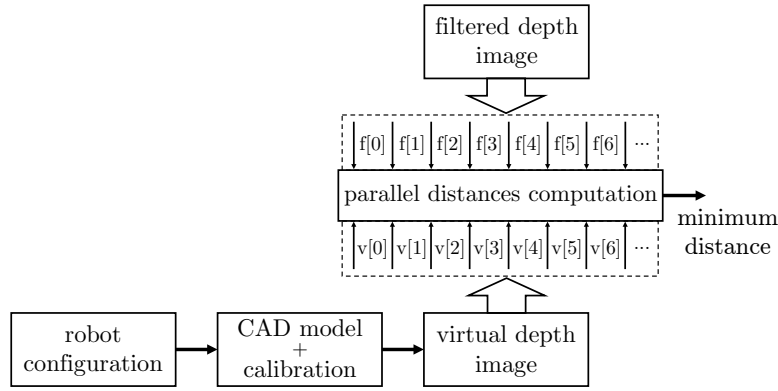 filtered depth
image
f[0] f[1] f[2] f[3] f[4] f[5] f[6] ...
parallel distances computation
minimum
distance
v[0] v[1] v[2] v[3] v[4] v[5] v[6] ...
robot
configuration
CAD model
+
calibration
virtual depth
image